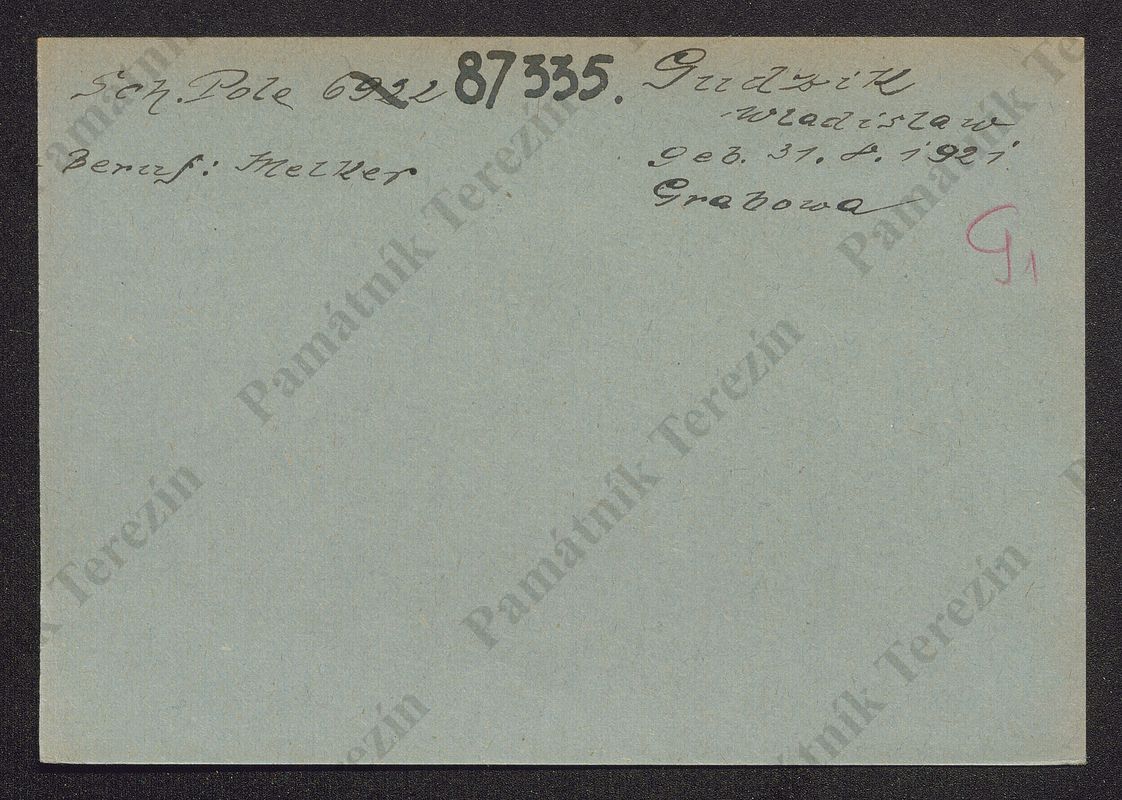 Sch. Pole 6922 87335. Gudzik
Wladislaw
Beruf: Melker geb. 31. 8. 1921
Grabowa
G1
Památník Terezín